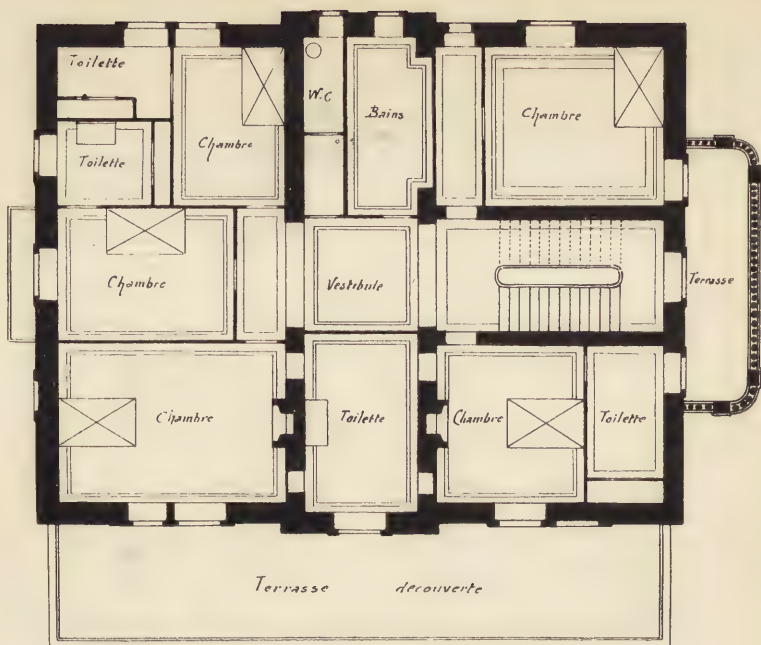 Toilette
W.C
Bains
Chambre
Chambre
Toilette
Chambre
Vestibule
Terrasse
Chambre
Toilette
Chambre
Toilette
Terrasse decouverte